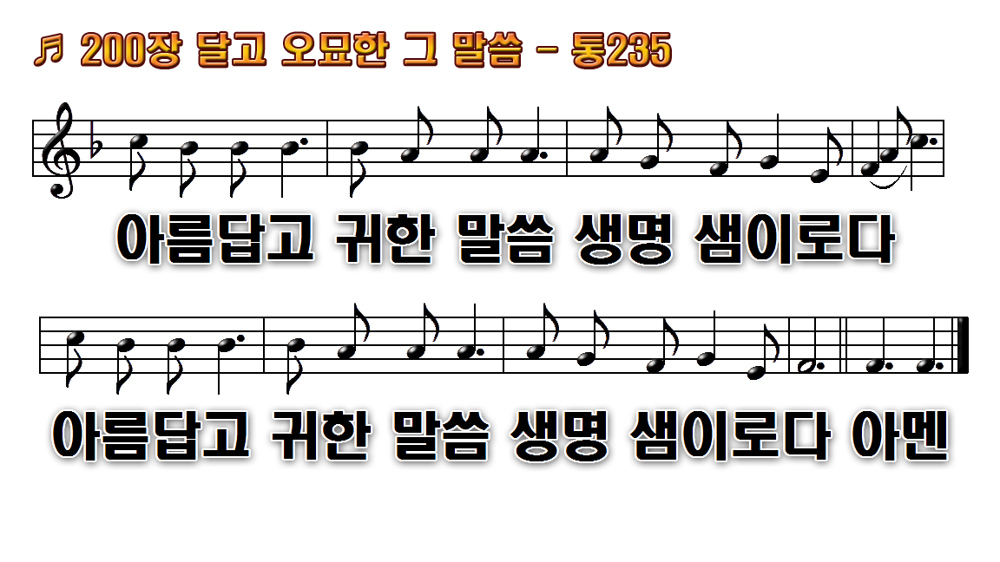 ♬ 200장 달고 오묘한 그 말씀 - 통235
아름답고 귀한 말씀 생명 샘이로다
아름답고 귀한 말씀 생명 샘이로다 아멘